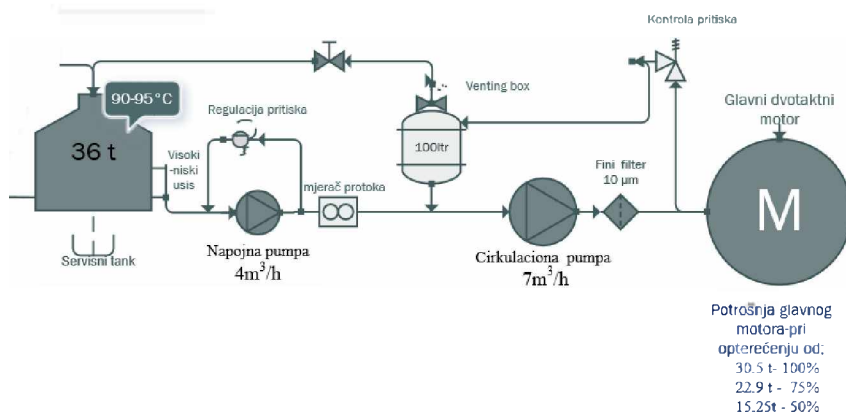 Kontrola pritiska
90-95°C
Venting box
Regulacija pritiska
Glavni dvotaktni
motor
36 t
Visoki
-niski
usis
100ltr
Fini filter
10 µm
mjerač protoka
M
Servisni tank
Napojna pumpa
4m³/h
Cirkulaciona pumpa
7m³/h
Potrošnja glavnog
motora-pri
opterećenju od;
30.5 t- 100%
22.9 t - 75%
15.25t - 50%